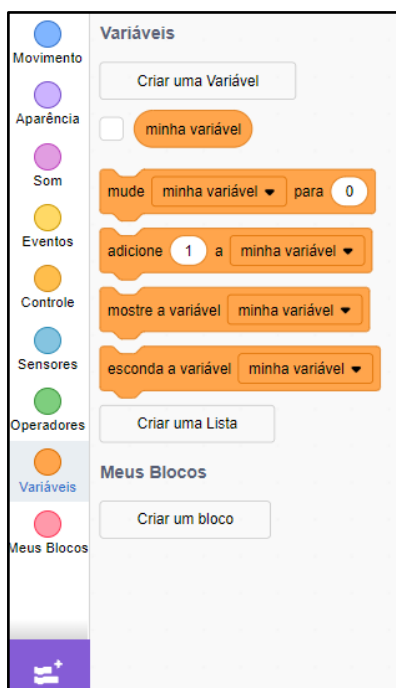 Movimento
Aparência
Som
Eventos
Controle
Sensores
Operadores
Variáveis
Meus Blocos
Variáveis
Criar uma Variável
minha variável
mude minha variável para 0
adicione 1 a minha variável
mostre a variável minha variável
esconda a variável minha variável
Criar uma Lista
Meus Blocos
Criar um bloco